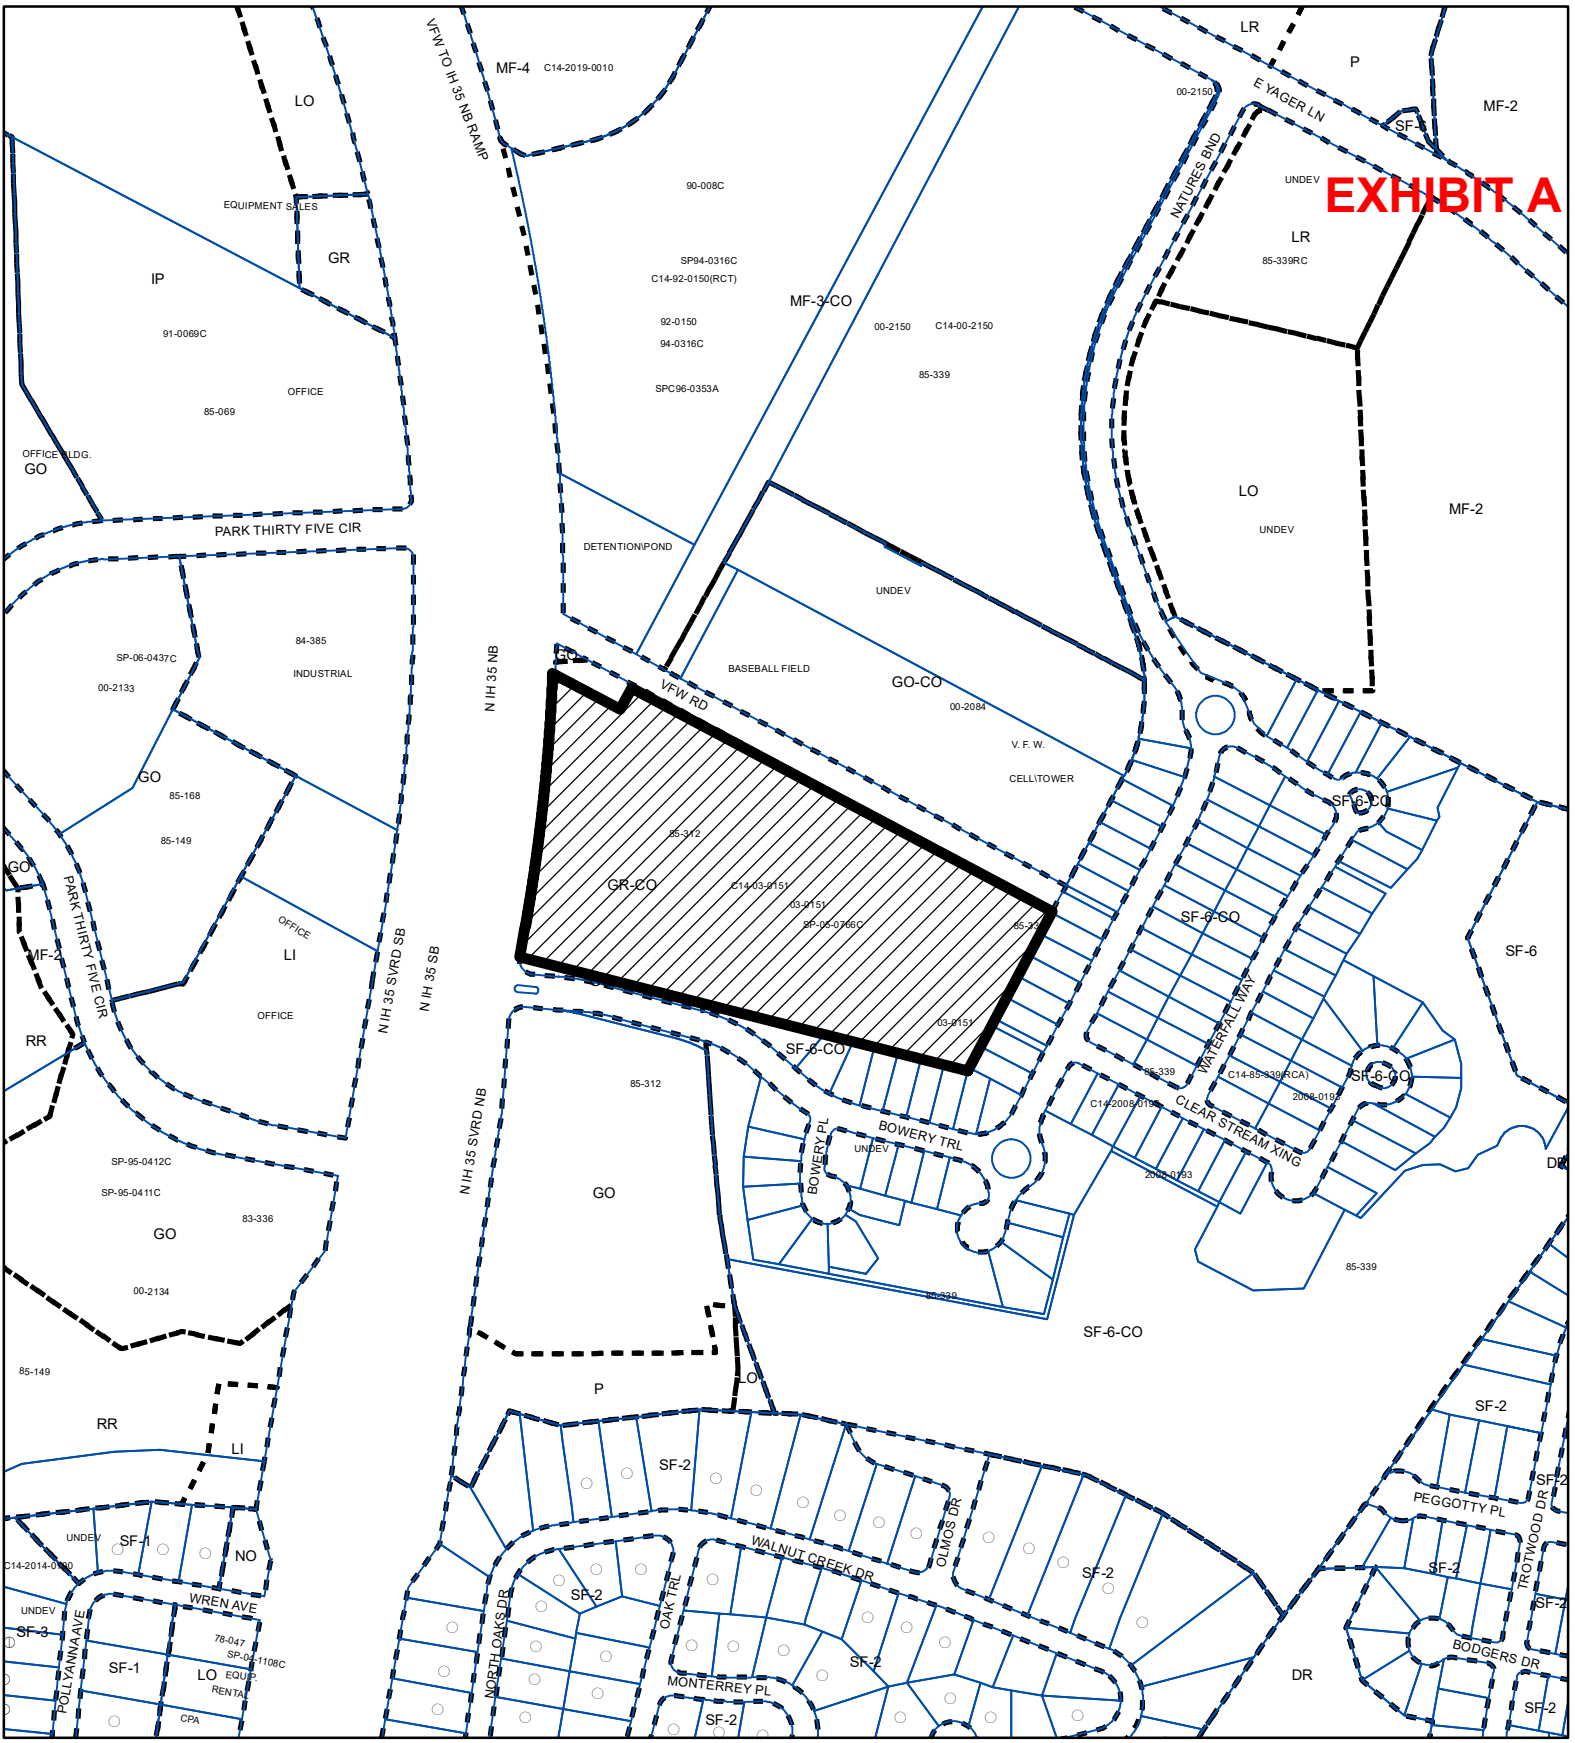 LR
P
VFW TO IH 35 NB RAMP
MF-4
C14-2019-0010
LO
00-2150
E YAGER LN
MF-2
SF-6
NATURES BND
UNDEV
EXHIBIT A
90-008C
EQUIPMENT SALES
LR
GR
SP94-0316C
85-339RC
IP
C14-92-0150(RCT)
MF-3-CO
92-0150
00-2150
C14-00-2150
91-0069C
94-0316C
85-339
OFFICE
SPC96-0353A
85-069
OFFICE BLDG.
GO
LO
MF-2
PARK THIRTY FIVE CIR
UNDEV
DETENTION\POND
UNDEV
84-385
SP-06-0437C
GO
INDUSTRIAL
BASEBALL FIELD
N IH 35 NB
GO-CO
00-2133
VFW RD
00-2084
V. F. W.
GO
CELL\TOWER
85-168
SF-6-CO
85-312
85-149
GO
GR-CO
C14-03-0151
03-0151
PARK THIRTY FIVE CIR
SF-6-CO
SP-05-0766C
OFFICE
SF-6
MF-2
LI
N IH 35 SVRD SB
N IH 35 SB
WATERFALL WAY
OFFICE
03-0151
RR
SF-6-CO
85-339
C14-85-339(RCA)
SF-6-CO
85-312
CLEAR STREAM XING
N IH 35 SVRD NB
BOWERY PL
BOWERY TRL
UNDEV
SP-95-0412C
2008-0193
SP-95-0411C
GO
83-336
GO
85-339
00-2134
85-339
SF-6-CO
85-149
P
LO
SF-2
RR
LI
SF-2
SF-2
PEGGOTTY PL
OLMOS DR
TROTWOOD DR
UNDEV
SF-1
WALNUT CREEK DR
NO
SF-2
SF-2
SF-2
WREN AVE
NORTH OAKS DR
OAK TRL
SF-2
UNDEV
SF-3
78-047
SP-04-1108C
BODGERS DR
POLLYANNA AVE
SF-1
LO
EQUIP.
RENTAL
SF-2
DR
MONTERREY PL
CPA
SF-2
SF-2